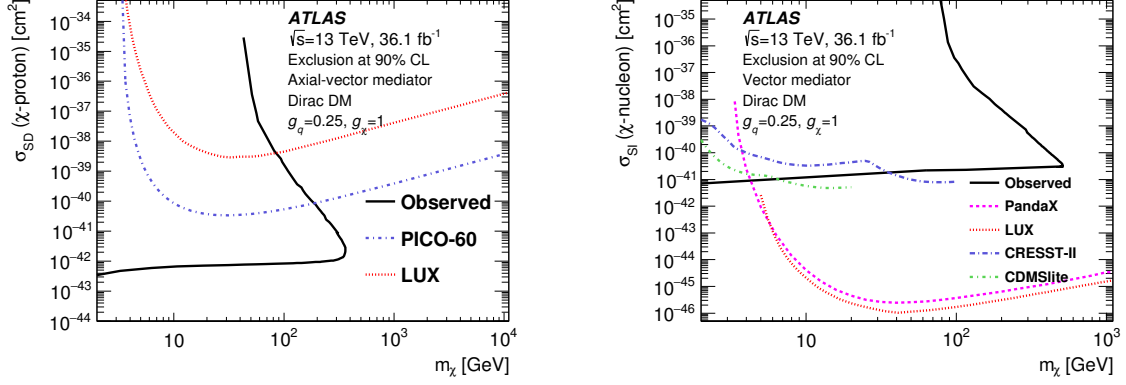 σSD (χ-proton) [cm²]
10⁻³⁴
10⁻³⁵
10⁻³⁶
10⁻³⁷
10⁻³⁸
10⁻³⁹
10⁻⁴⁰
10⁻⁴¹
10⁻⁴²
10⁻⁴³
10⁻⁴⁴
ATLAS
√s=13 TeV, 36.1 fb⁻¹
Exclusion at 90% CL
Axial-vector mediator
Dirac DM
g_q=0.25, g_χ=1
Observed
PICO-60
LUX
10 10² 10³ 10⁴
m_χ [GeV]
σSI (χ-nucleon) [cm²]
10⁻³⁵
10⁻³⁶
10⁻³⁷
10⁻³⁸
10⁻³⁹
10⁻⁴⁰
10⁻⁴¹
10⁻⁴²
10⁻⁴³
10⁻⁴⁴
10⁻⁴⁵
10⁻⁴⁶
ATLAS
√s=13 TeV, 36.1 fb⁻¹
Exclusion at 90% CL
Vector mediator
Dirac DM
g_q=0.25, g_χ=1
Observed
PandaX
LUX
CRESST-II
CDMSlite
10 10² 10³
m_χ [GeV]